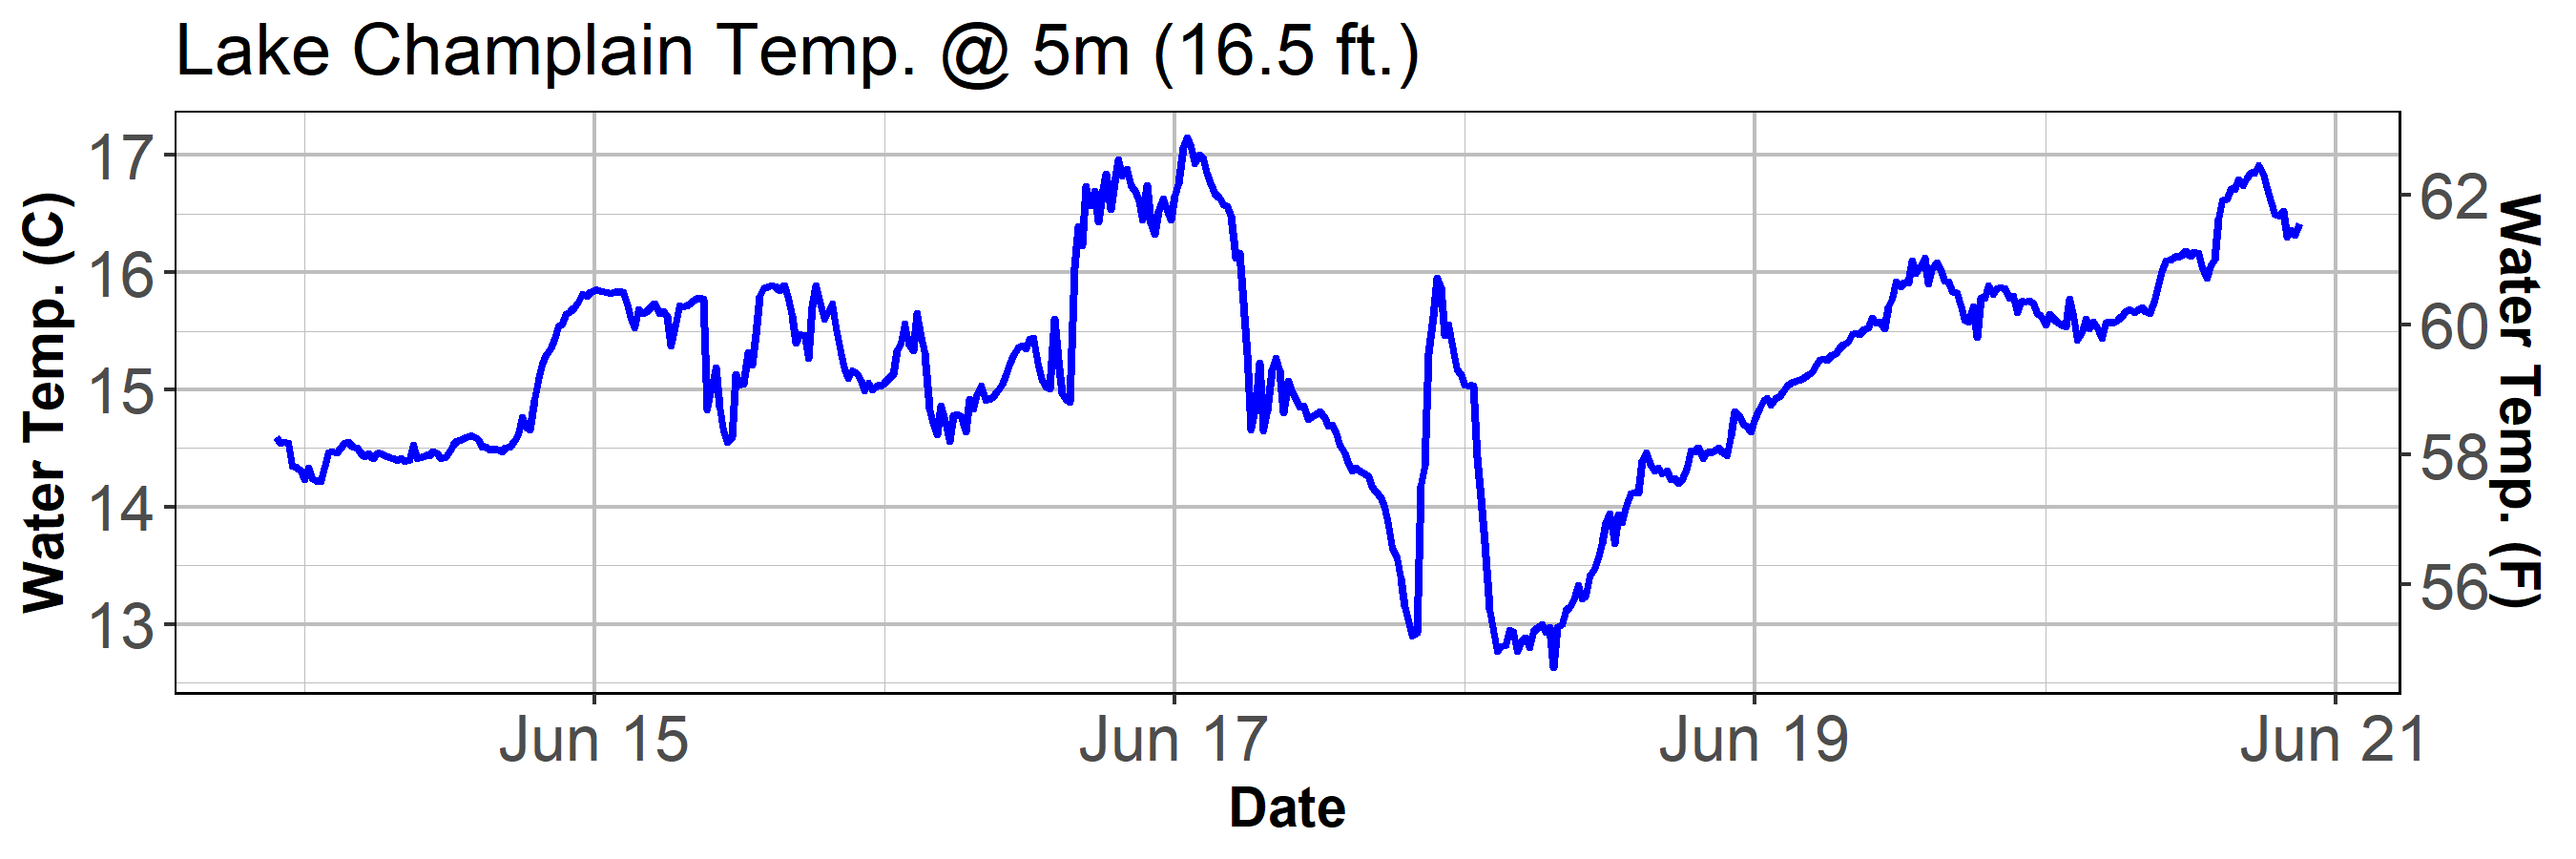 Lake Champlain Temp. @ 5m (16.5 ft.)
Water Temp. (C)
17
16
15
14
13
62
60
58
56
Water Temp. (F)
Jun 15 Jun 17 Jun 19 Jun 21
Date